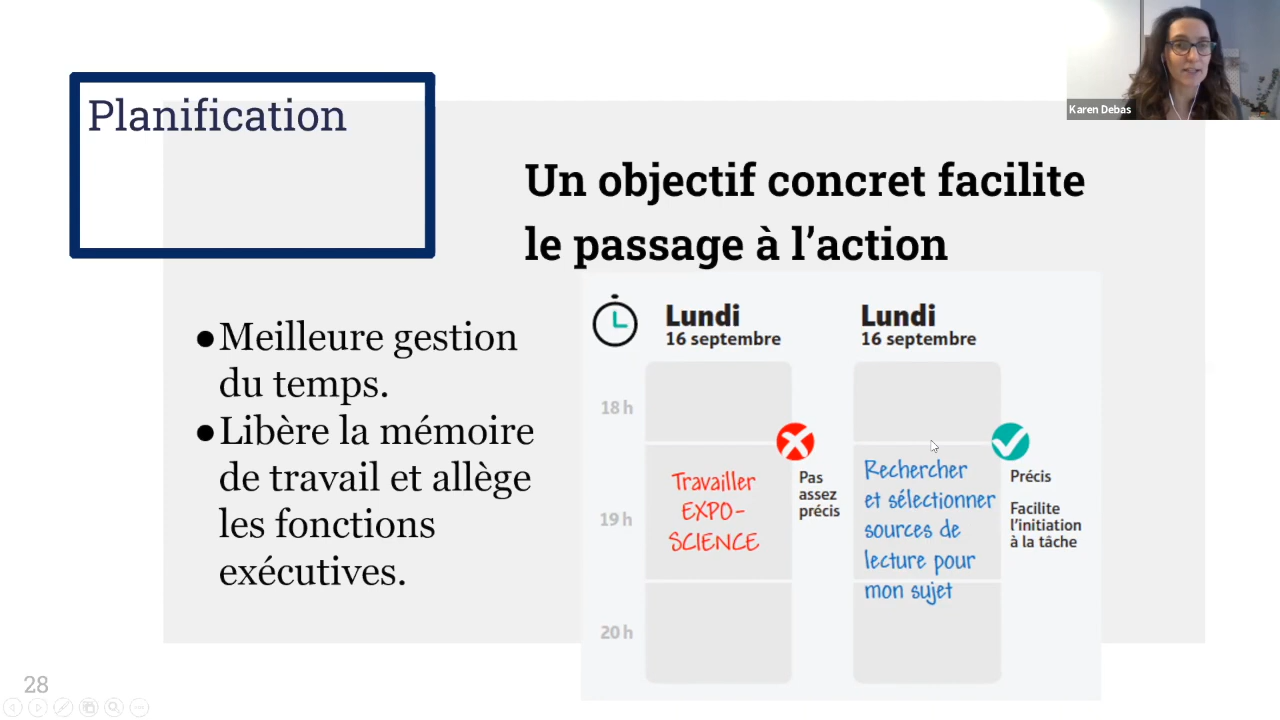 Karen Debas
Planification
Un objectif concret facilite
le passage à l’action
●Meilleure gestion
du temps.
●Libère la mémoire
de travail et allège
les fonctions
exécutives.
Lundi
16 septembre
Lundi
16 septembre
18 h
19 h
20 h
Travailler
EXPO-
SCIENCE
Pas
assez
précis
Rechercher
et sélectionner
sources de
lecture pour
mon sujet
Précis
Facilite
l’initiation
à la tâche
28